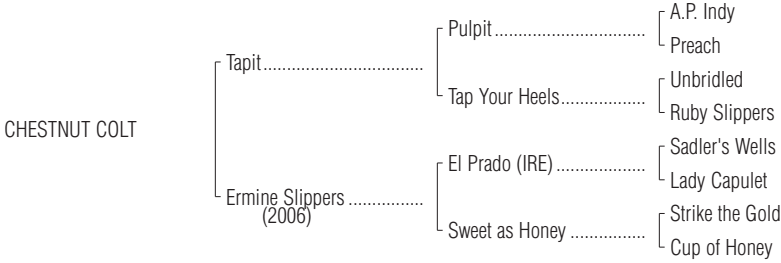 A.P. Indy
Pulpit
Preach
Tapit
Unbridled
Tap Your Heels
Ruby Slippers
CHESTNUT COLT
Sadler's Wells
El Prado (IRE)
Lady Capulet
Ermine Slippers
(2006)
Strike the Gold
Sweet as Honey
Cup of Honey